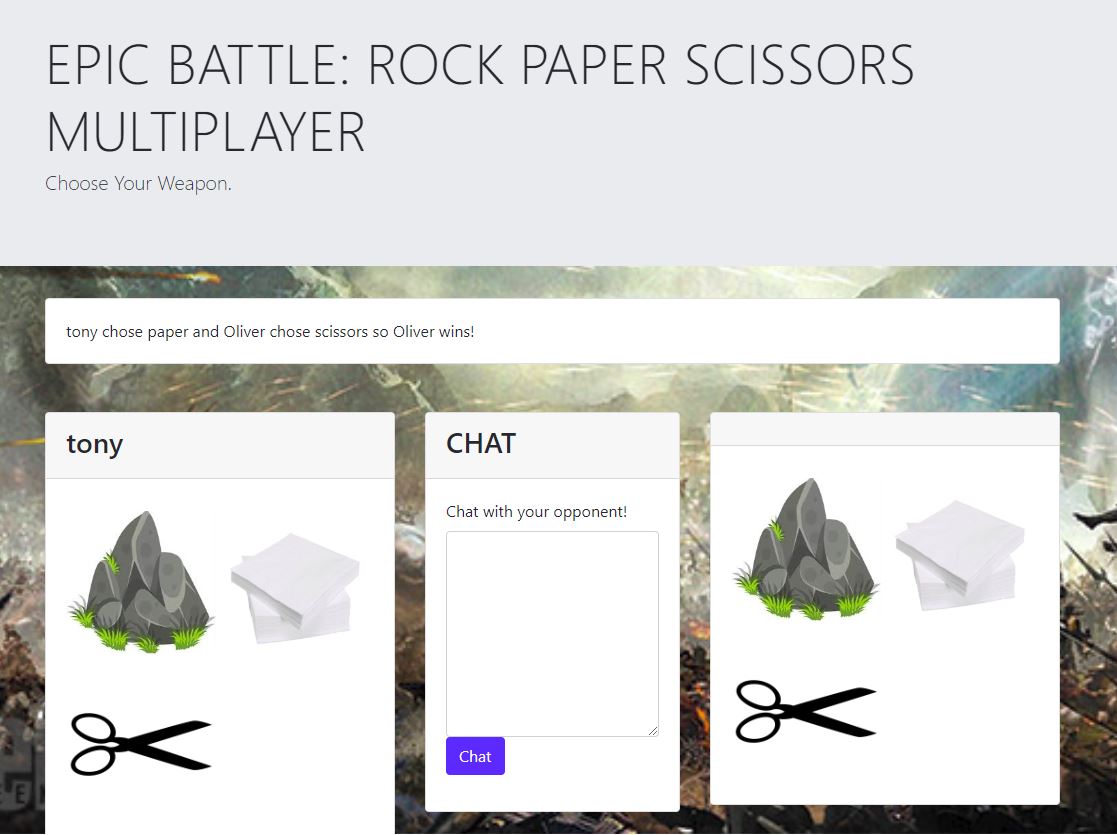 EPIC BATTLE: ROCK PAPER SCISSORS
MULTIPLAYER
Choose Your Weapon.
tony chose paper and Oliver chose scissors so Oliver wins!
tony
CHAT
Chat with your opponent!
Chat